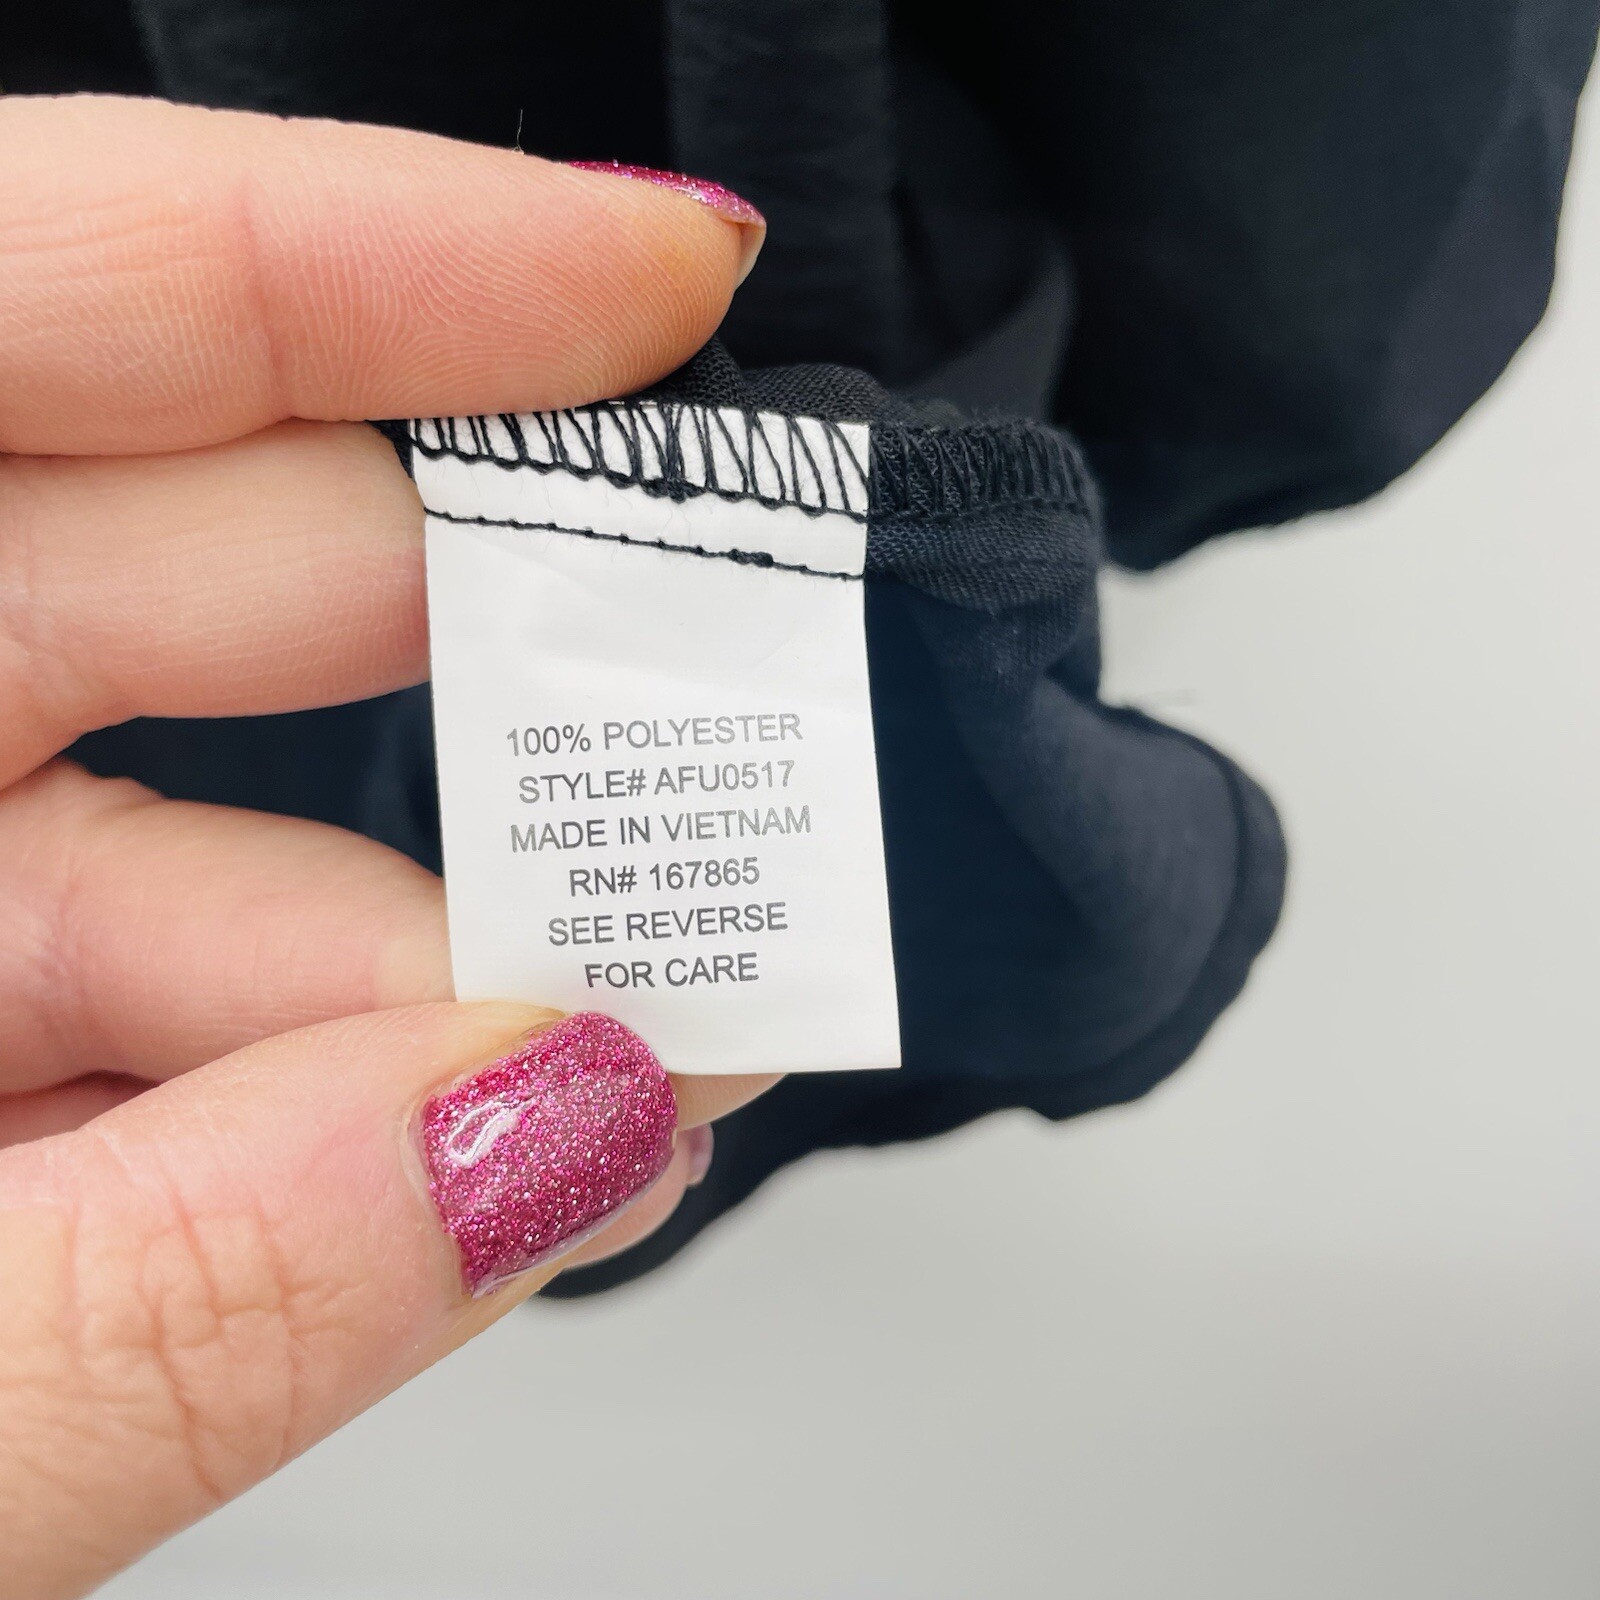 100% POLYESTER
STYLE# AFU0517
MADE IN VIETNAM
RN# 167865
SEE REVERSE
FOR CARE